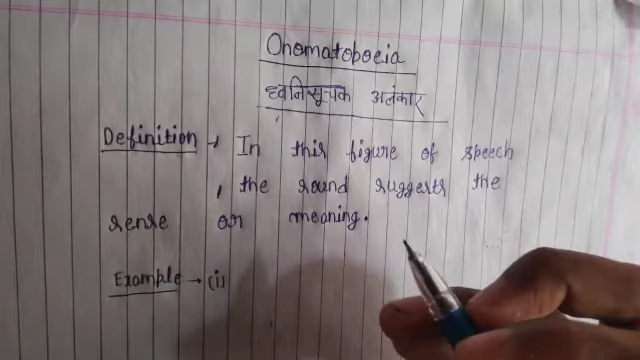 Onomatopoeia
ध्वनिसूचक अलंकार
Definition → In this figure of speech
, the sound suggests the
sense or meaning.
Example → (i)